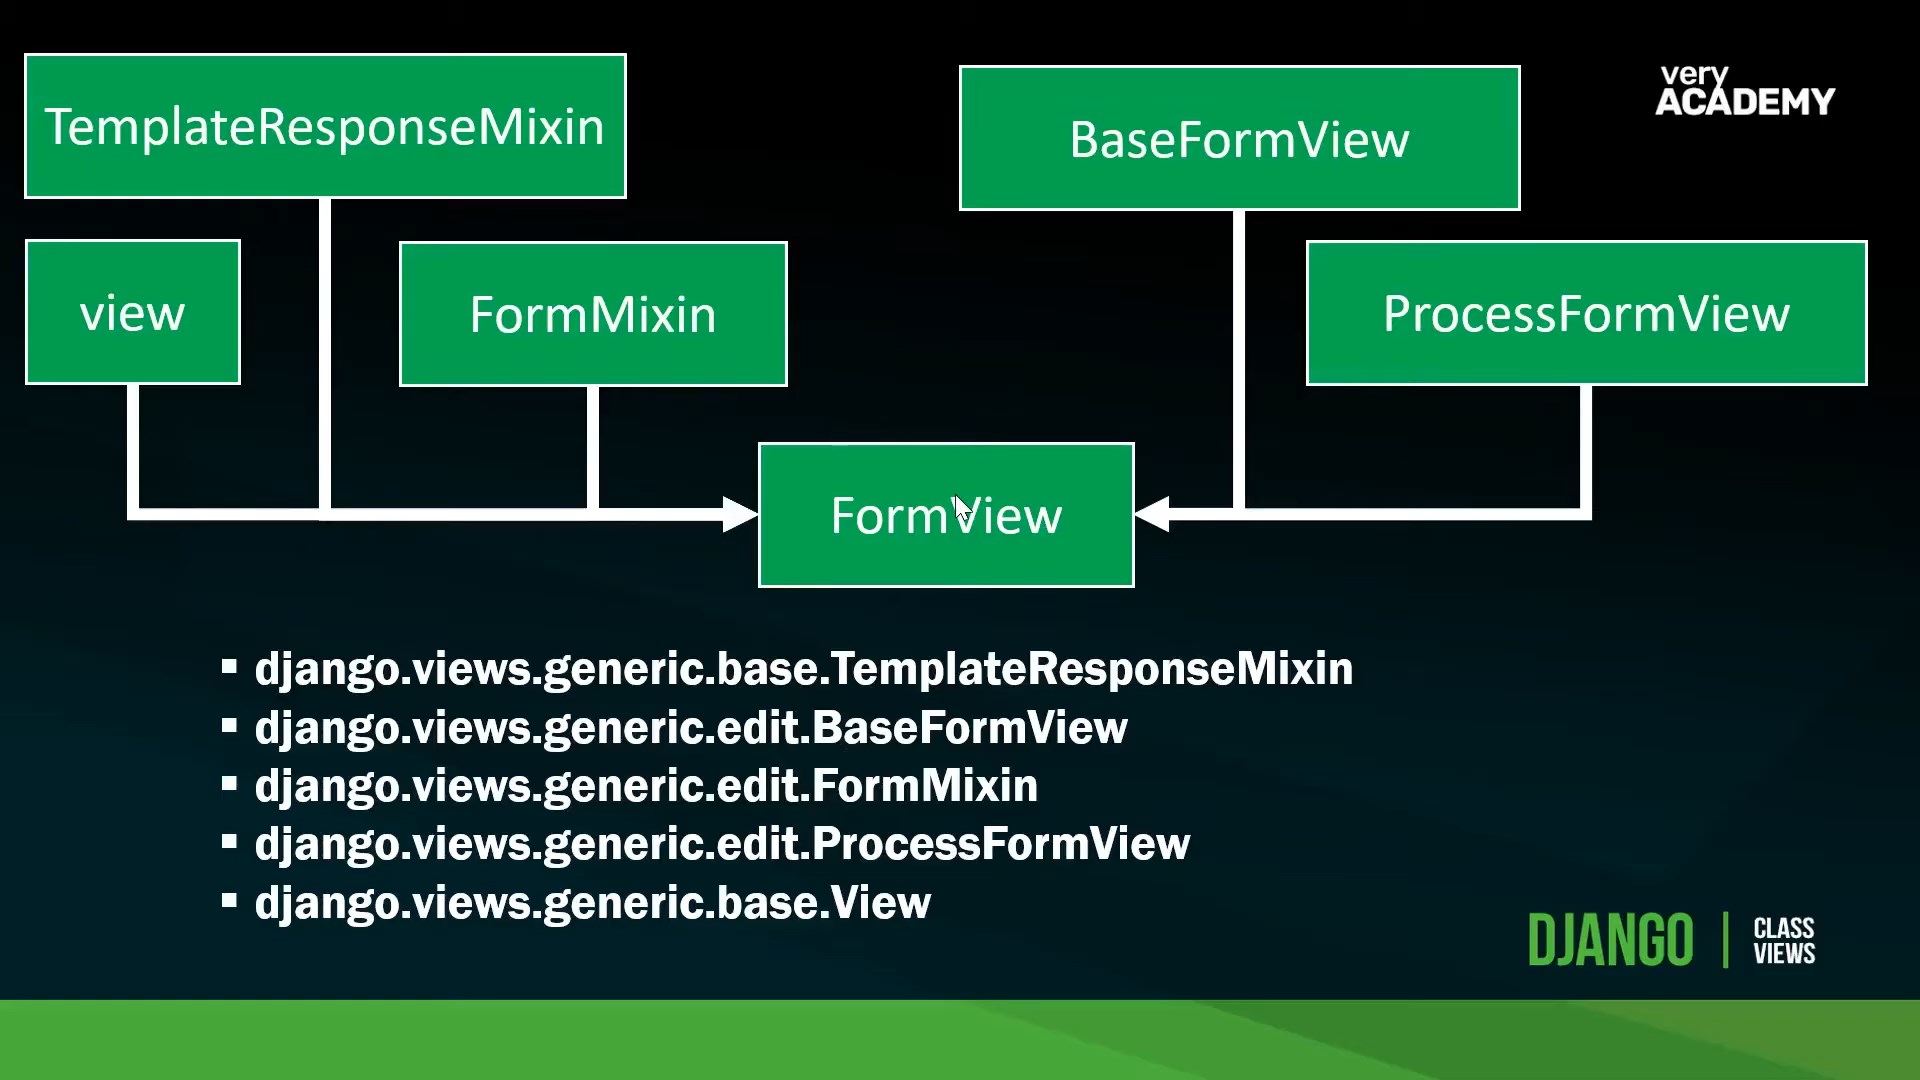 TemplateResponseMixin
BaseFormView
very
ACADEMY
view
FormMixin
ProcessFormView
FormView
▪ django.views.generic.base.TemplateResponseMixin
▪ django.views.generic.edit.BaseFormView
▪ django.views.generic.edit.FormMixin
▪ django.views.generic.edit.ProcessFormView
▪ django.views.generic.base.View
DJANGO | CLASS
VIEWS